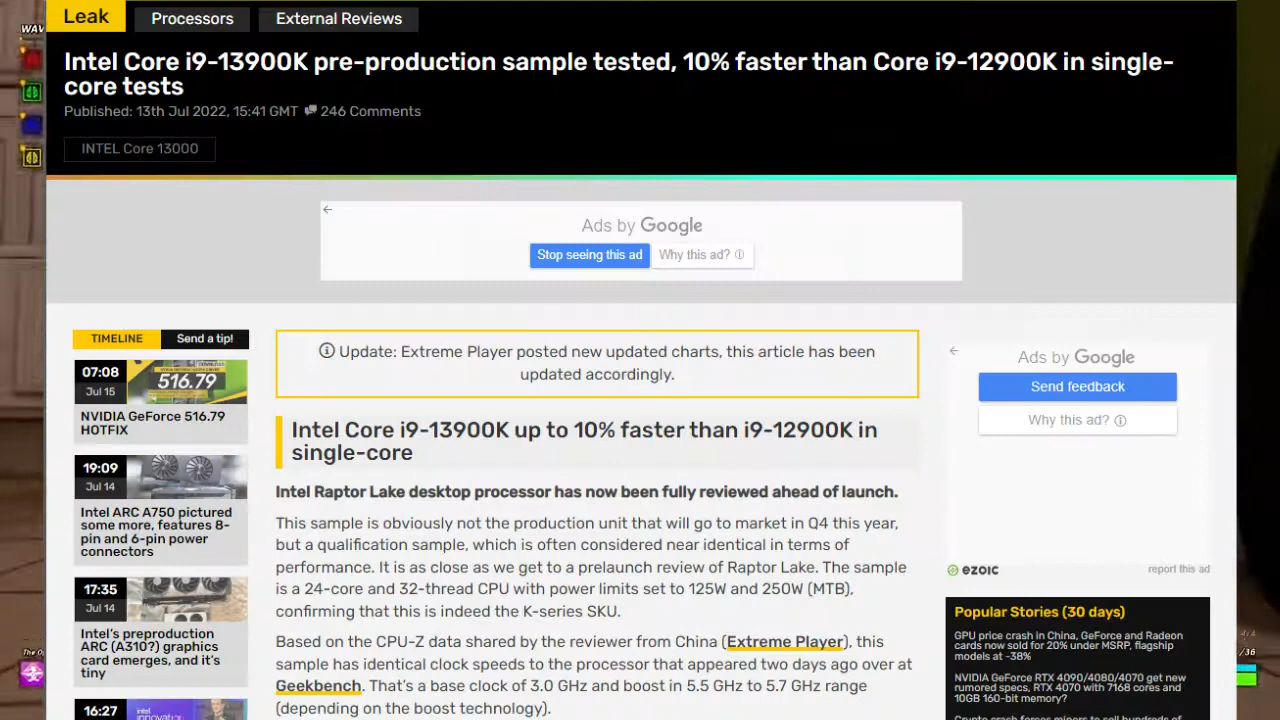 Leak
Processors
External Reviews
Intel Core i9-13900K pre-production sample tested, 10% faster than Core i9-12900K in single-
core tests
Published: 13th Jul 2022, 15:41 GMT 246 Comments
INTEL Core 13000
Ads by Google
Stop seeing this ad
Why this ad?
TIMELINE
Send a tip!
07:08
Jul 15
516.79
NVIDIA GeForce 516.79
HOTFIX
19:09
Jul 14
Intel ARC A750 pictured
some more, features 8-
pin and 6-pin power
connectors
17:35
Jul 14
Intel's preproduction
ARC (A310?) graphics
card emerges, and it's
tiny
16:27
intel
Update: Extreme Player posted new updated charts, this article has been
updated accordingly.
Intel Core i9-13900K up to 10% faster than i9-12900K in
single-core
Intel Raptor Lake desktop processor has now been fully reviewed ahead of launch.
This sample is obviously not the production unit that will go to market in Q4 this year,
but a qualification sample, which is often considered near identical in terms of
performance. It is as close as we get to a prelaunch review of Raptor Lake. The sample
is a 24-core and 32-thread CPU with power limits set to 125W and 250W (MTB),
confirming that this is indeed the K-series SKU.
Based on the CPU-Z data shared by the reviewer from China (Extreme Player), this
sample has identical clock speeds to the processor that appeared two days ago over at
Geekbench. That's a base clock of 3.0 GHz and boost in 5.5 GHz to 5.7 GHz range
(depending on the boost technology).
Ads by Google
Send feedback
Why this ad?
ezoic
report this ad
Popular Stories (30 days)
GPU price crash in China, GeForce and Radeon
cards now sold for 20% under MSRP, flagship
models at -38%
NVIDIA GeForce RTX 4090/4080/4070 get new
rumored specs, RTX 4070 with 7168 cores and
10GB 160-bit memory?
WAV
/36